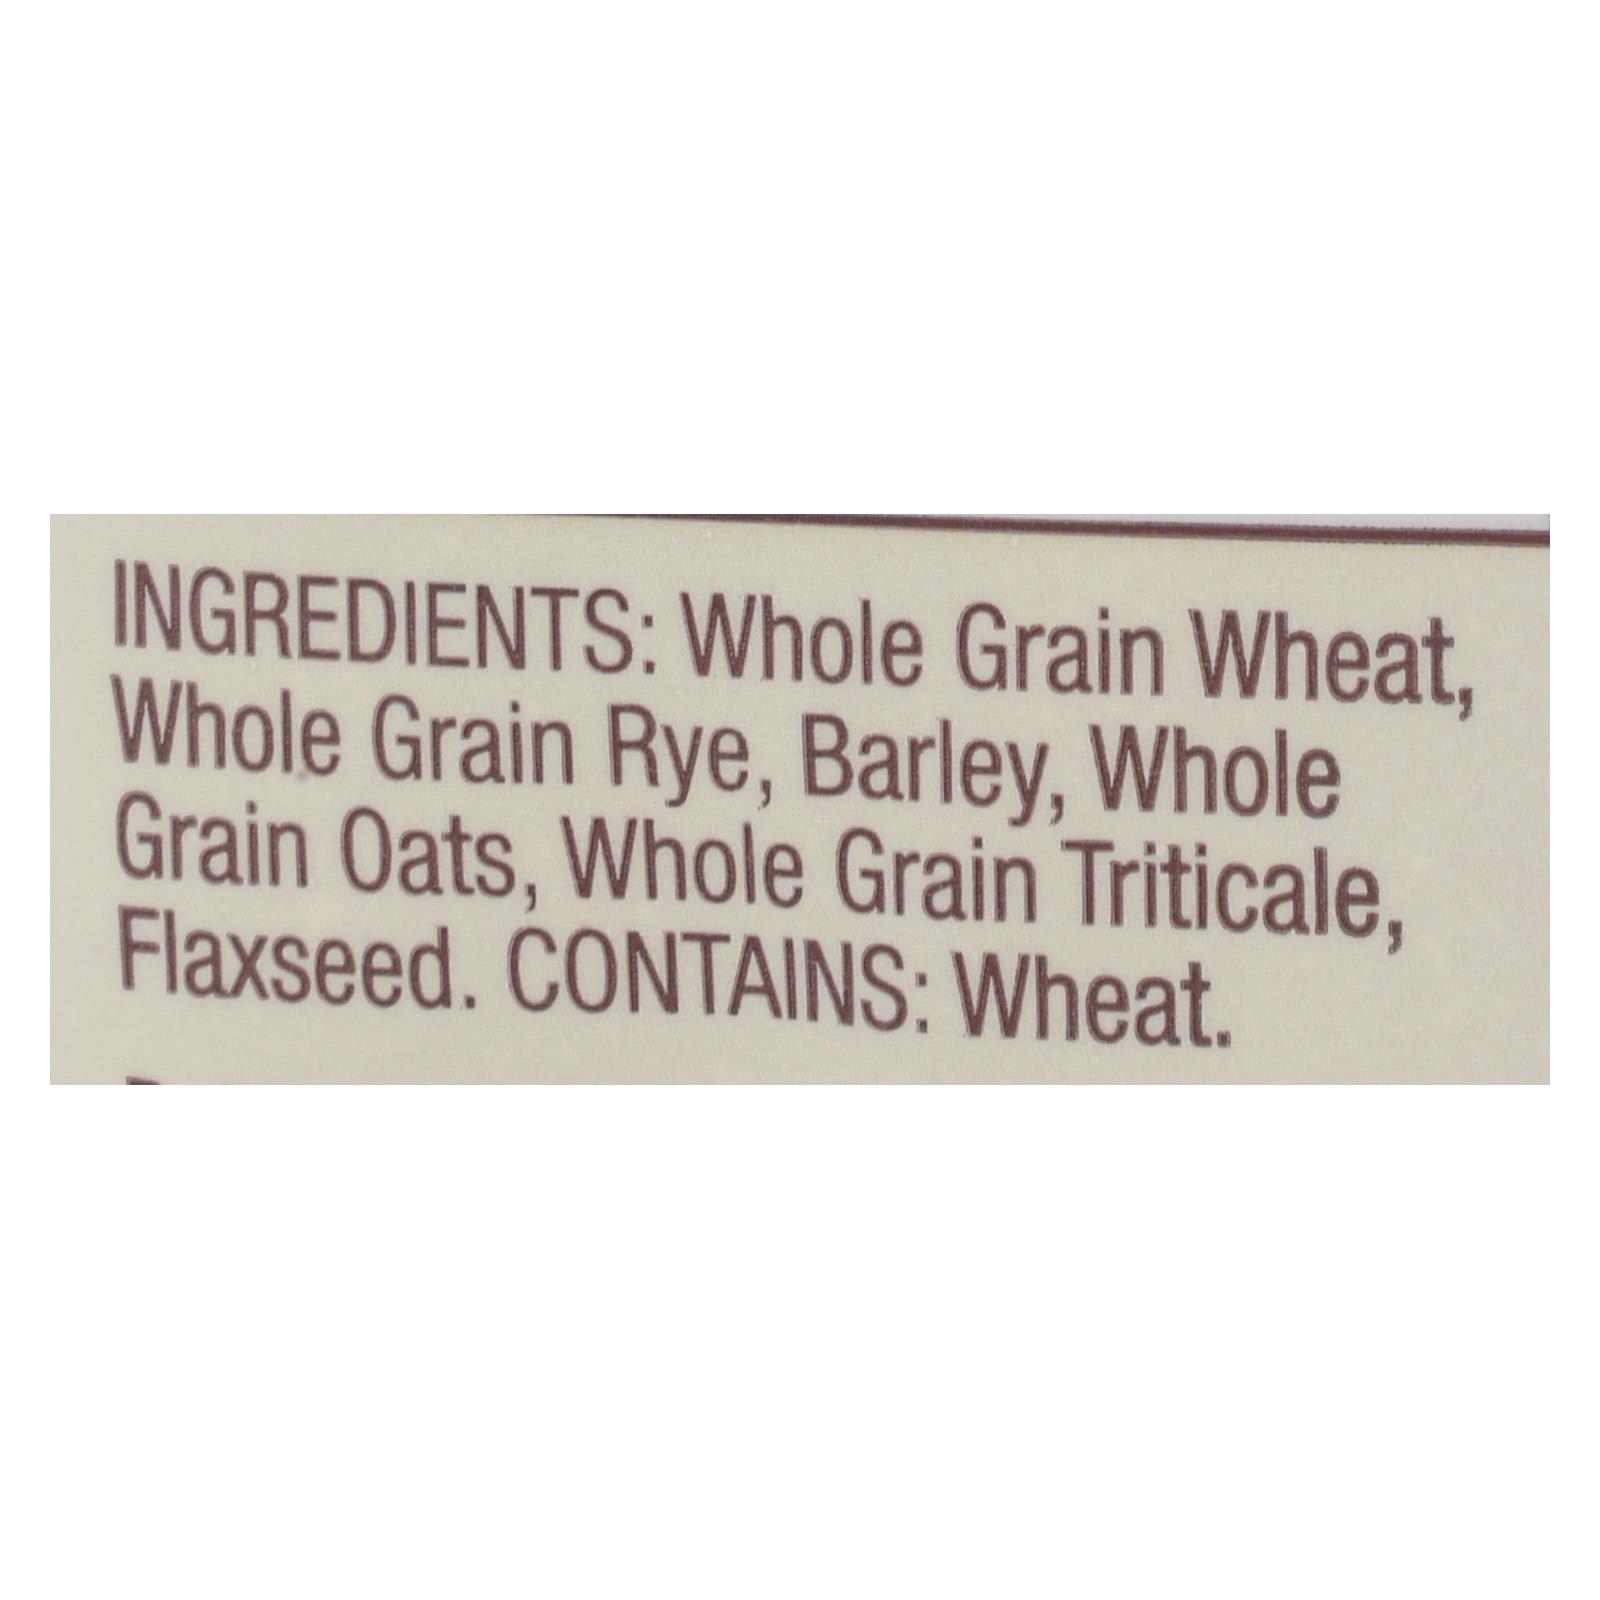 INGREDIENTS: Whole Grain Wheat,
Whole Grain Rye, Barley, Whole
Grain Oats, Whole Grain Triticale,
Flaxseed. CONTAINS: Wheat.